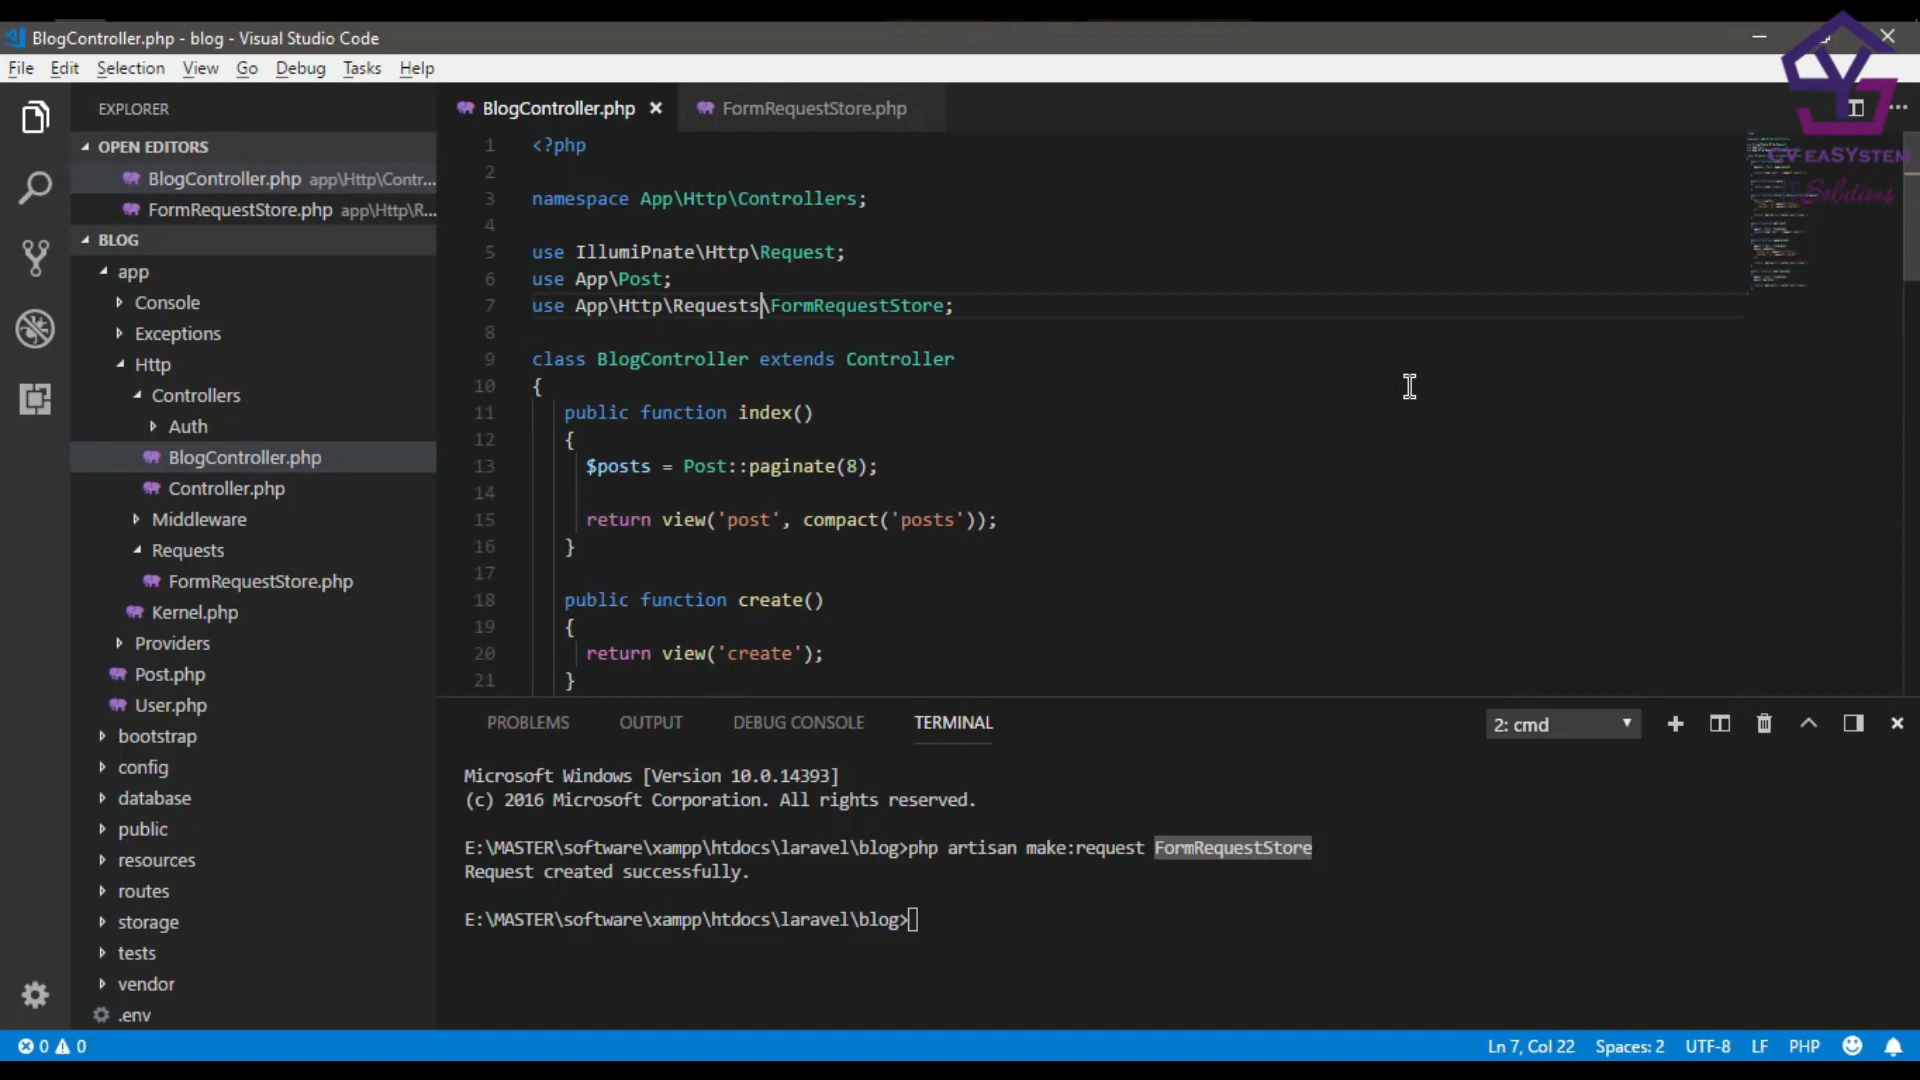 BlogController.php - blog - Visual Studio Code
File Edit Selection View Go Debug Tasks Help
EXPLORER
OPEN EDITORS
BlogController.php app\Http\Contr...
FormRequestStore.php app\Http\R...
BLOG
app
Console
Exceptions
Http
Controllers
Auth
BlogController.php
Controller.php
Middleware
Requests
FormRequestStore.php
Kernel.php
Providers
Post.php
User.php
bootstrap
config
database
public
resources
routes
storage
tests
vendor
.env
BlogController.php FormRequestStore.php
1 <?php
2
3 namespace App\Http\Controllers;
4
5 use IllumiPnate\Http\Request;
6 use App\Post;
7 use App\Http\Requests\FormRequestStore;
8
9 class BlogController extends Controller
10 {
11 public function index()
12 {
13 $posts = Post::paginate(8);
14
15 return view('post', compact('posts'));
16 }
17
18 public function create()
19 {
20 return view('create');
21 }
CV eaSYstem
IT Solutions
PROBLEMS OUTPUT DEBUG CONSOLE TERMINAL 2: cmd
Microsoft Windows [Version 10.0.14393]
(c) 2016 Microsoft Corporation. All rights reserved.
E:\MASTER\software\xampp\htdocs\laravel\blog>php artisan make:request FormRequestStore
Request created successfully.
E:\MASTER\software\xampp\htdocs\laravel\blog>
0 0 Ln 7, Col 22 Spaces: 2 UTF-8 LF PHP